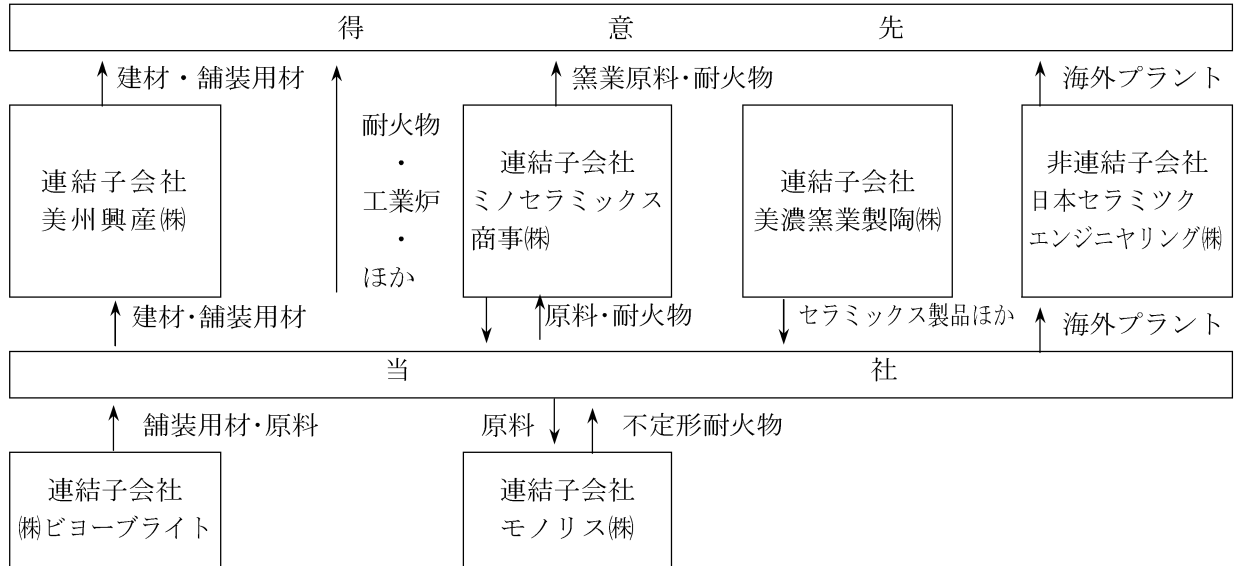 得意先
建材・舗装用材
窯業原料・耐火物
海外プラント
連結子会社
美州興産㈱
耐火物
・
工業炉
・
ほか
連結子会社
ミノセラミックス
商事㈱
連結子会社
美濃窯業製陶㈱
非連結子会社
日本セラミツク
エンジニヤリング㈱
建材・舗装用材
原料・耐火物
セラミックス製品ほか
海外プラント
当社
舗装用材・原料
原料
不定形耐火物
連結子会社
㈱ビヨーブライト
連結子会社
モノリス㈱